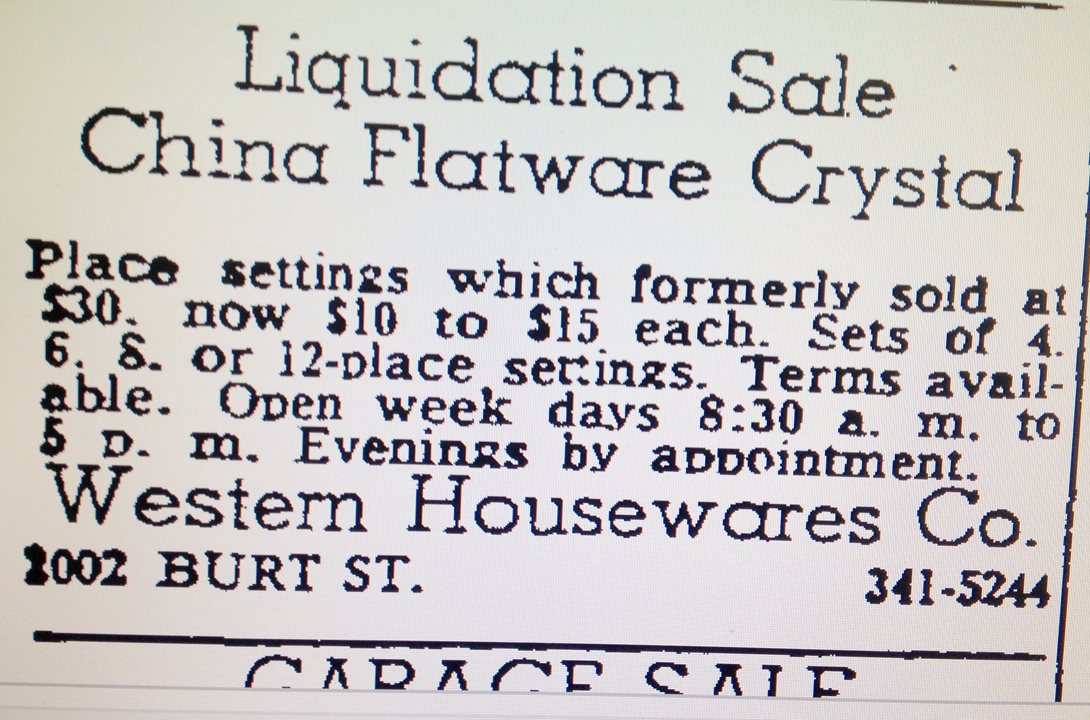 Liquidation Sale
China Flatware Crystal
Place settings which formerly sold at
$30. now $10 to $15 each. Sets of 4.
6. 8. or 12-place settings. Terms avail-
able. Open week days 8:30 a. m. to
5 p. m. Evenings by appointment.
Western Housewares Co.
2002 BURT ST. 341-5244
GARAGE SALE